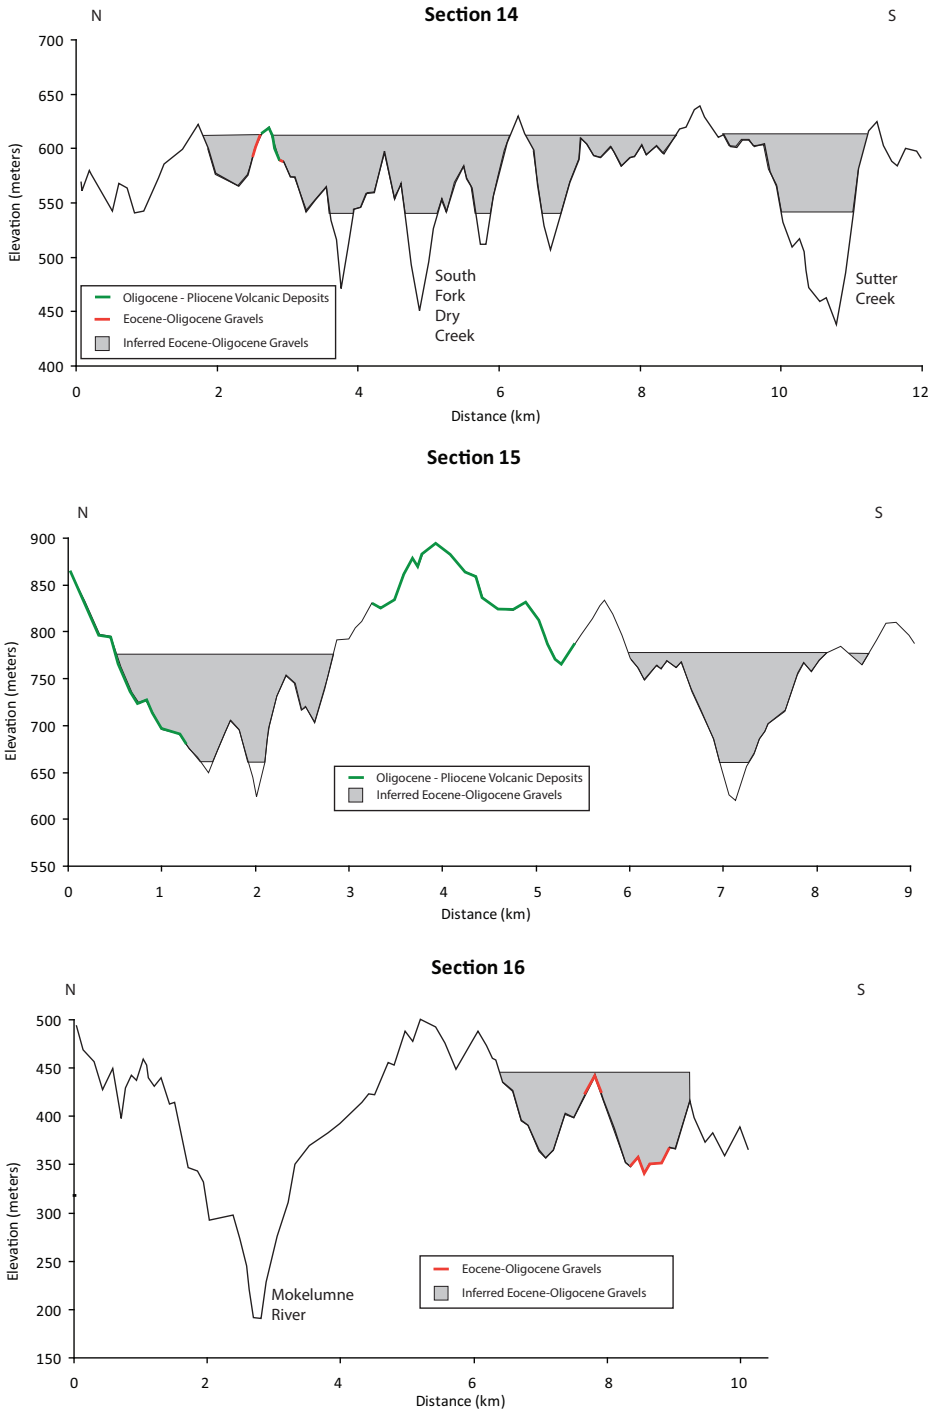 Section 14
N
S
700
650
600
550
500
450
400
Elevation (meters)
South
Fork
Dry
Creek
Sutter
Creek
Oligocene - Pliocene Volcanic Deposits
Eocene-Oligocene Gravels
Inferred Eocene-Oligocene Gravels
0
2
4
6
8
10
12
Distance (km)
Section 15
N
S
900
850
800
750
700
650
600
550
Elevation (meters)
Oligocene - Pliocene Volcanic Deposits
Inferred Eocene-Oligocene Gravels
0
1
2
3
4
5
6
7
8
9
Distance (km)
Section 16
N
S
500
450
400
350
300
250
200
150
Elevation (meters)
Mokelumne
River
Eocene-Oligocene Gravels
Inferred Eocene-Oligocene Gravels
0
2
4
6
8
10
Distance (km)